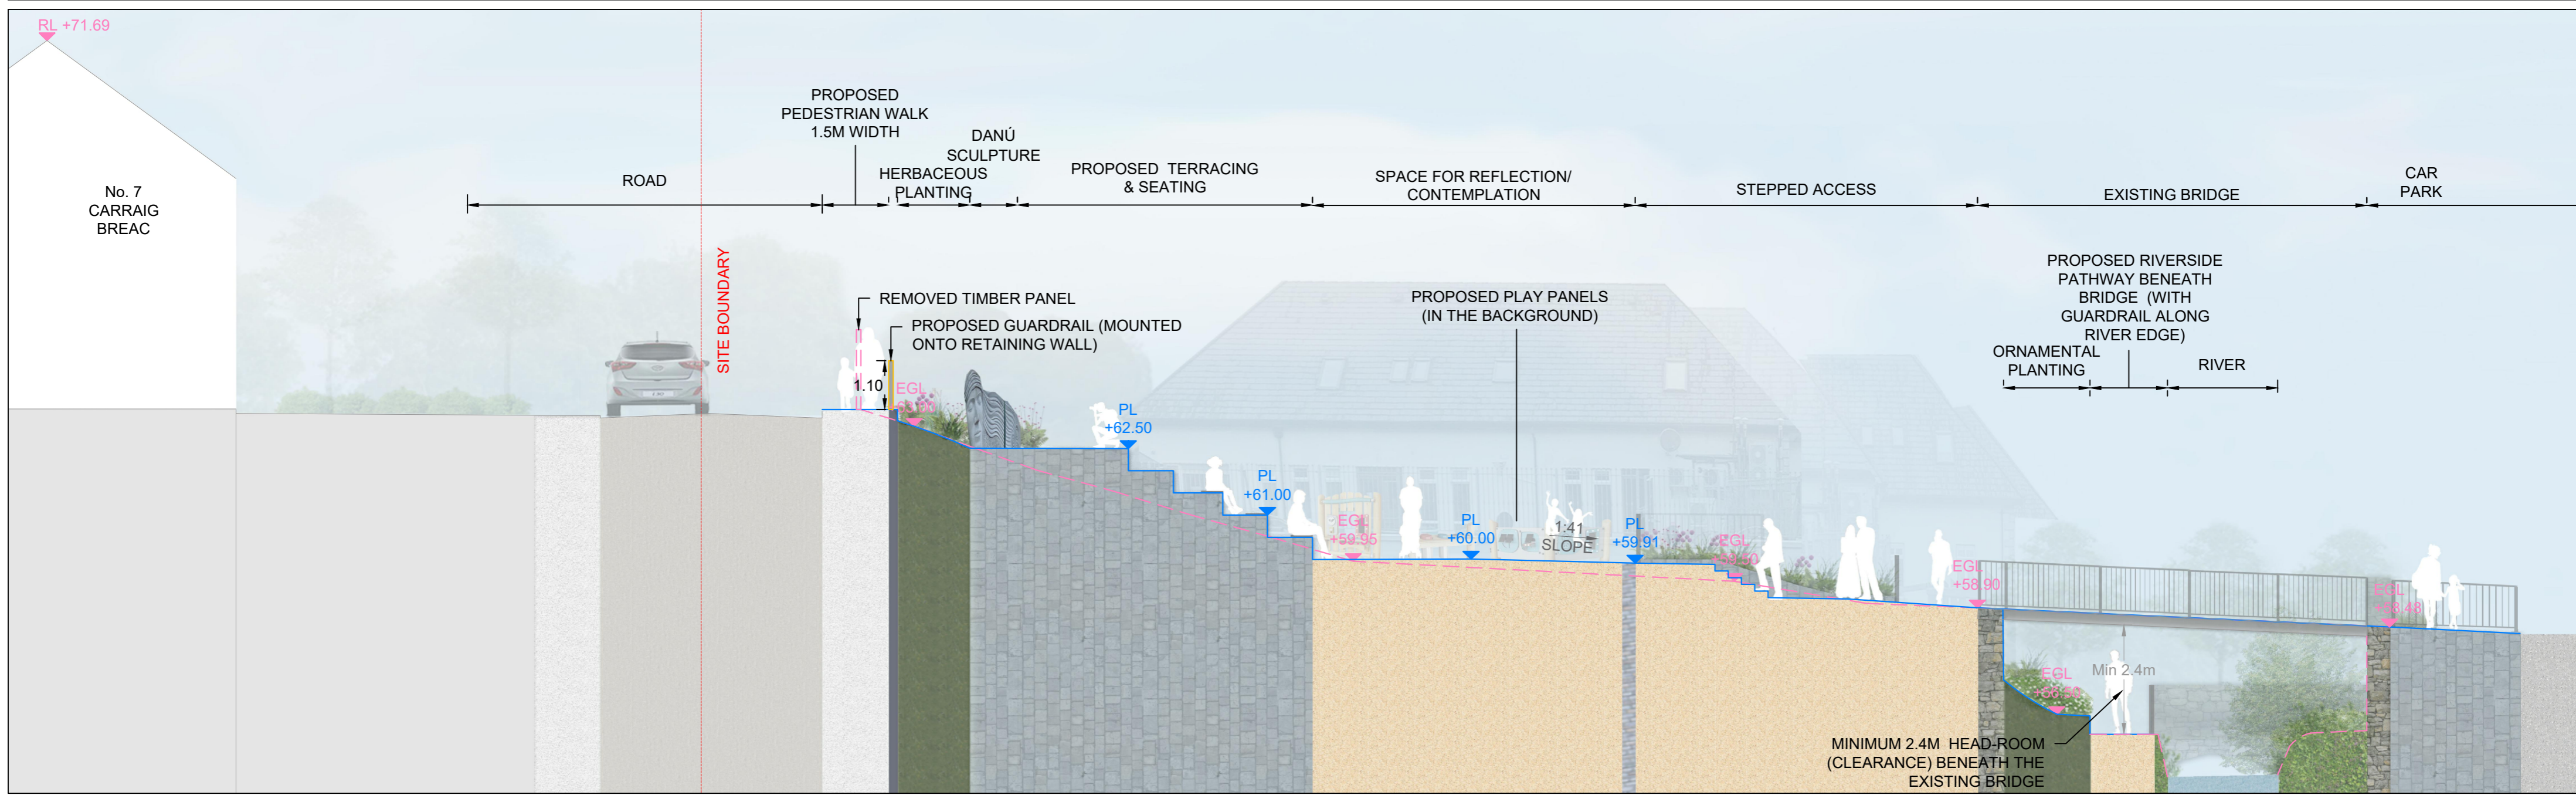 RL +71.69
No. 7
CARRAIG
BREAC
ROAD
SITE BOUNDARY
PROPOSED
PEDESTRIAN WALK
1.5M WIDTH
HERBACEOUS
PLANTING
DANÚ
SCULPTURE
PROPOSED TERRACING
& SEATING
SPACE FOR REFLECTION/
CONTEMPLATION
STEPPED ACCESS
EXISTING BRIDGE
CAR
PARK
REMOVED TIMBER PANEL
PROPOSED GUARDRAIL (MOUNTED
ONTO RETAINING WALL)
1.10
EGL
PL
+62.50
PL
+61.00
PROPOSED PLAY PANELS
(IN THE BACKGROUND)
EGL
+59.95
PL
+60.00
1:41
SLOPE
PL
+59.91
EGL
EGL
+58.90
PROPOSED RIVERSIDE
PATHWAY BENEATH
BRIDGE (WITH
GUARDRAIL ALONG
RIVER EDGE)
ORNAMENTAL
PLANTING
RIVER
EGL
+58.48
EGL
Min 2.4m
MINIMUM 2.4M HEAD-ROOM
(CLEARANCE) BENEATH THE
EXISTING BRIDGE